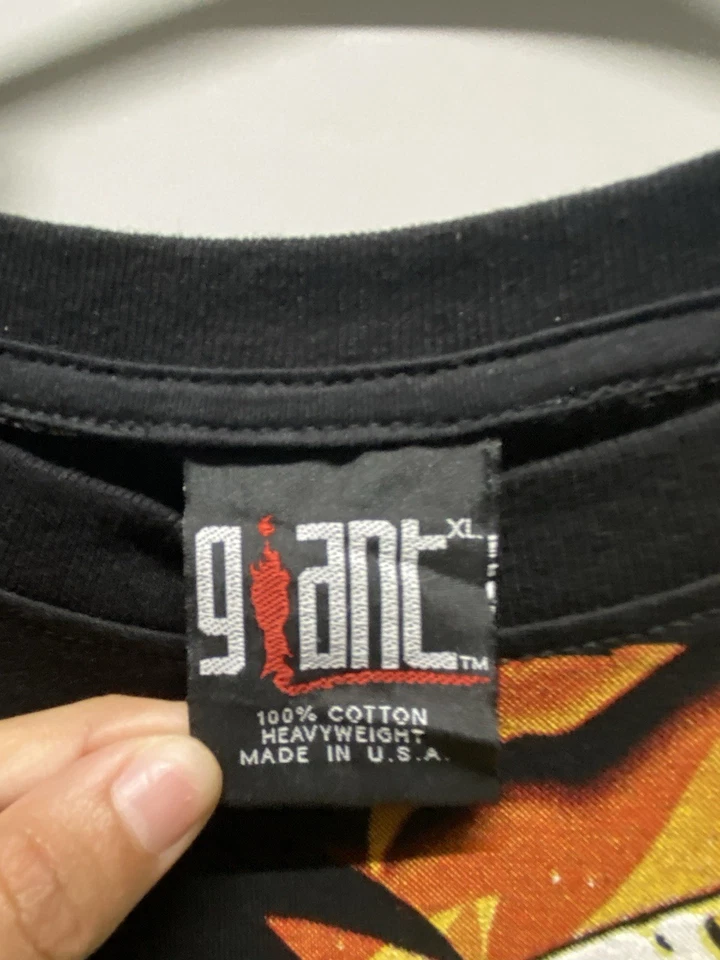 giant XL
TM
100% COTTON
HEAVYWEIGHT
MADE IN U.S.A.